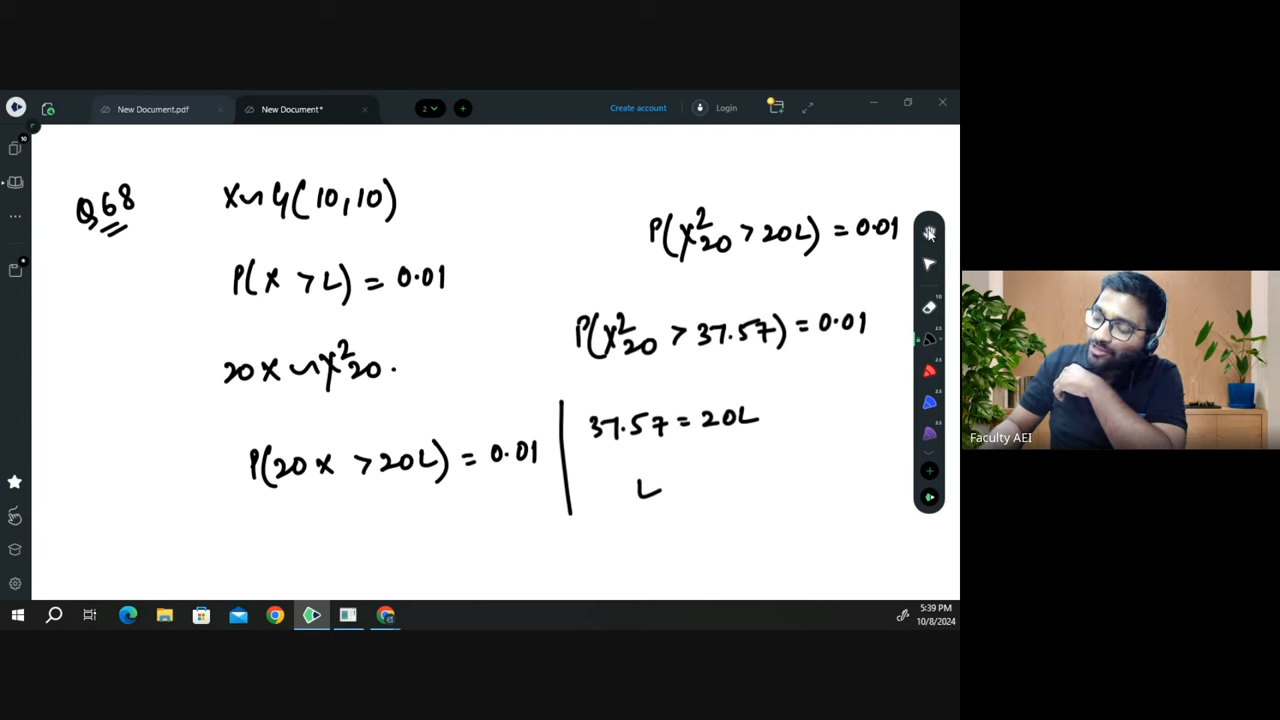 New Document.pdf
New Document*
2
Create account
Login
Q68
X~G(10,10)
P(X > L) = 0.01
20X ~ χ²20.
P(20X > 20L) = 0.01
P(χ²20 > 20L) = 0.01
P(χ²20 > 37.57) = 0.01
37.57 = 20L
L
Faculty AEI
5:39 PM
10/8/2024